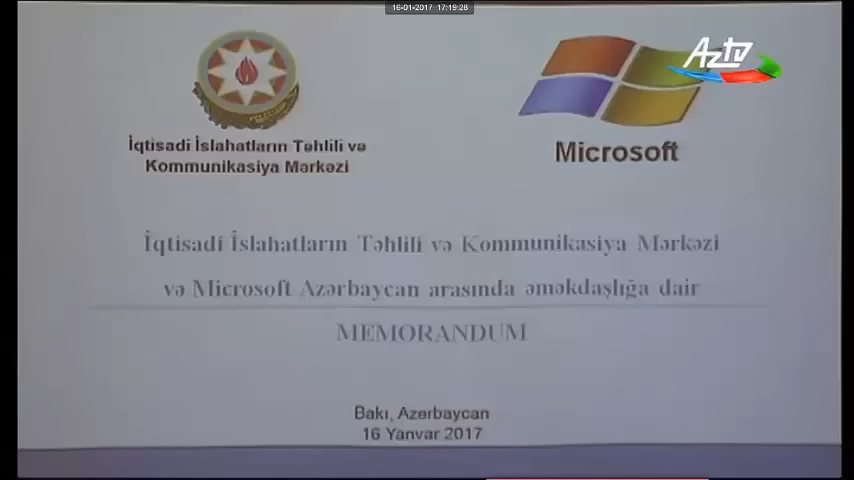 16-01-2017 17:19:28
AzTV
İqtisadi İslahatların Təhlili və
Kommunikasiya Mərkəzi
Microsoft
İqtisadi İslahatların Təhlili və Kommunikasiya Mərkəzi
və Microsoft Azərbaycan arasında əməkdaşlığa dair
MEMORANDUM
Bakı, Azərbaycan
16 Yanvar 2017